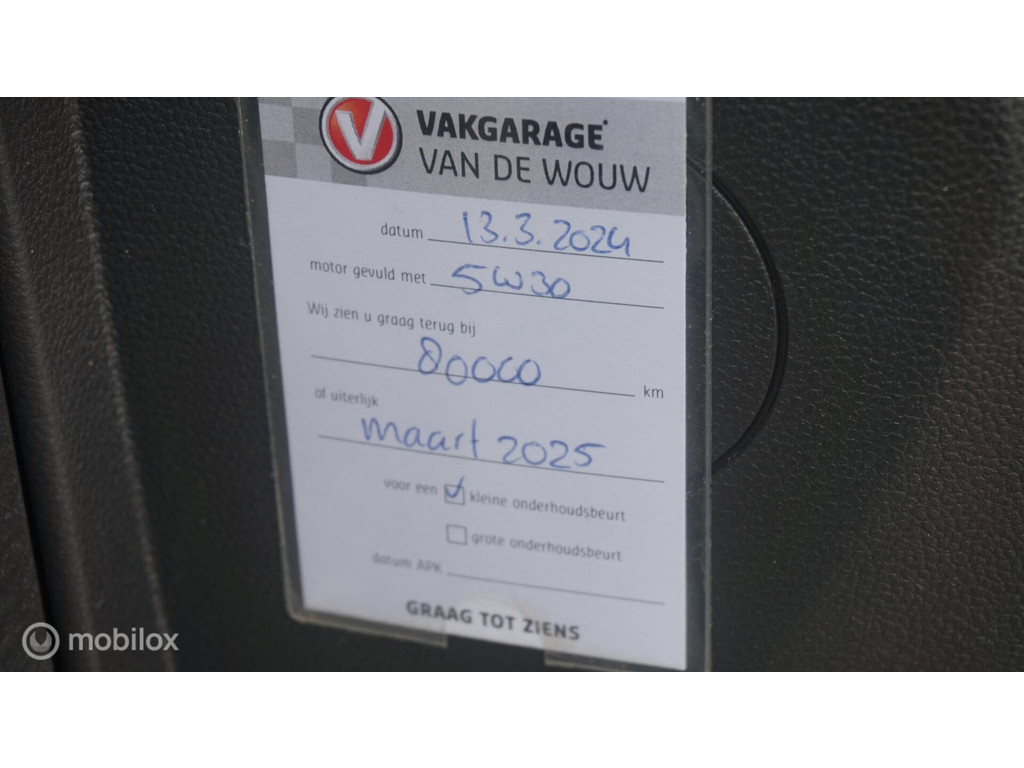 VAKGARAGE
VAN DE WOUW
datum 13.3.2024
motor gevuld met 5W30
Wij zien u graag terug bij
80000 km
of uiterlijk
maart 2025
voor een ☑ kleine onderhoudsbeurt
☐ grote onderhoudsbeurt
datum APK
GRAAG TOT ZIENS
mobilox